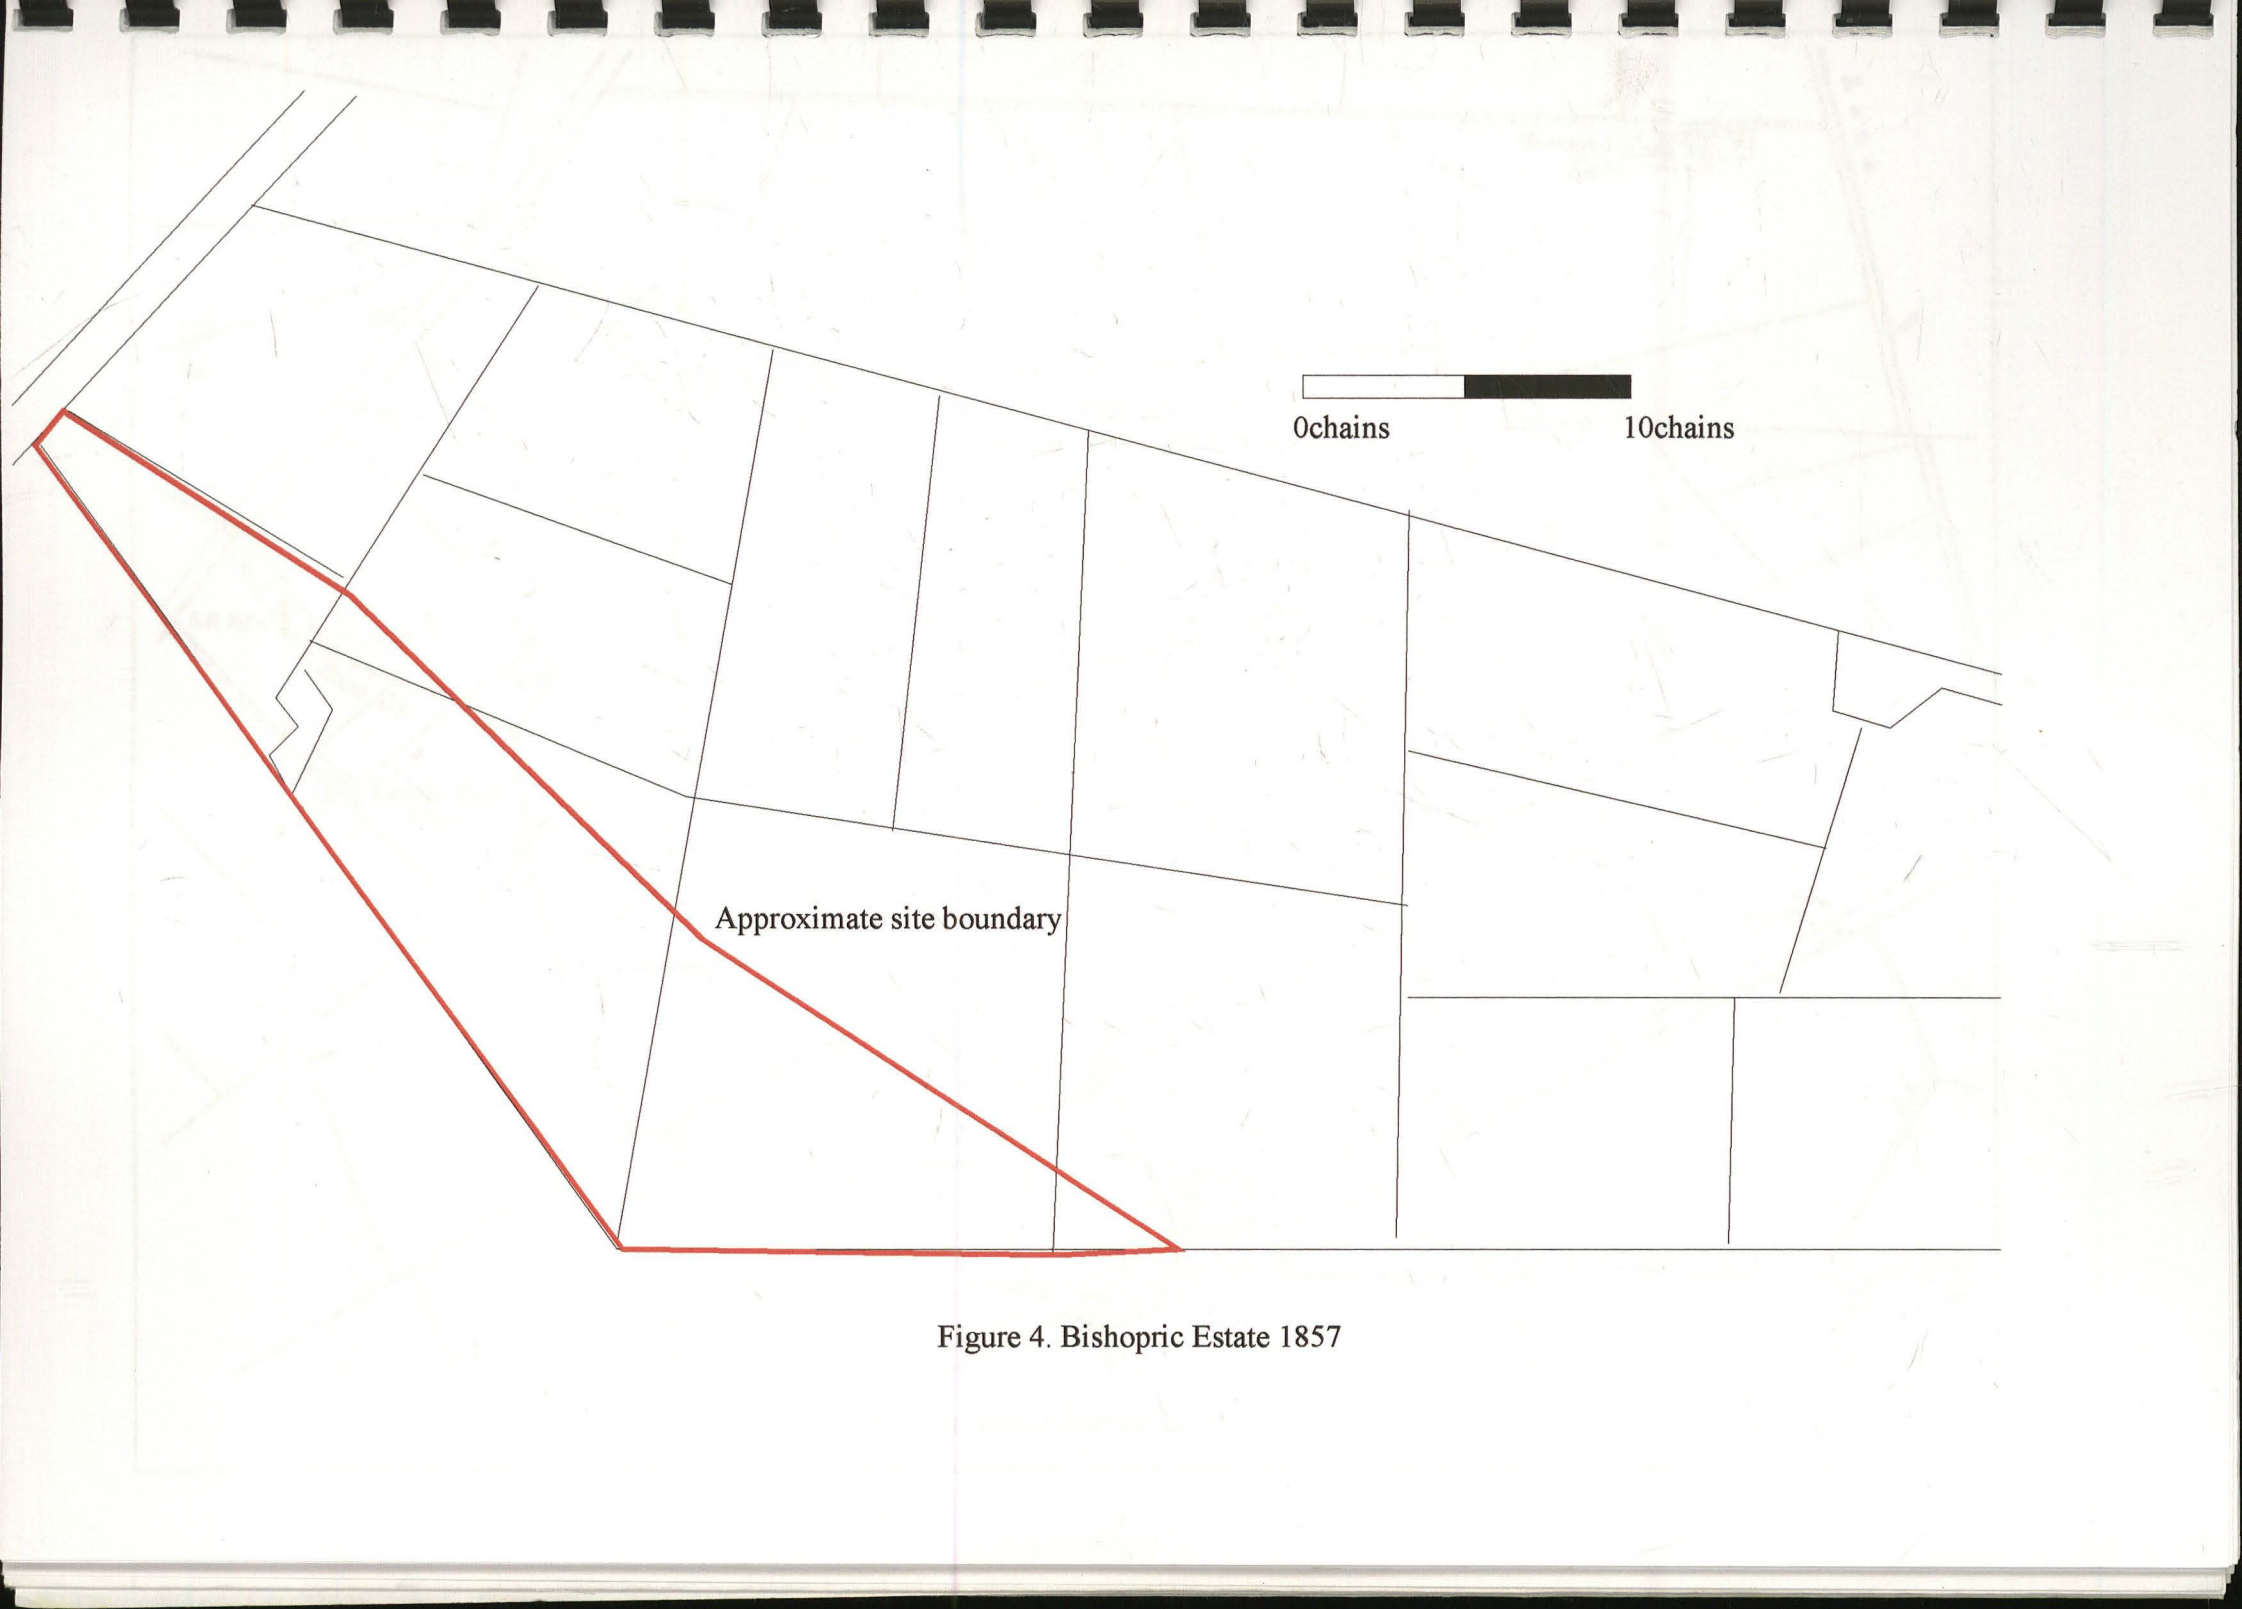 0chains 10chains
Approximate site boundary
Figure 4. Bishopric Estate 1857